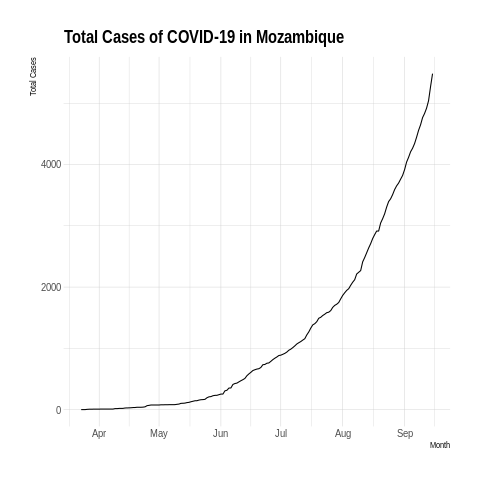 Total Cases of COVID-19 in Mozambique
Total Cases
4000
2000
0
Apr May Jun Jul Aug Sep
Month